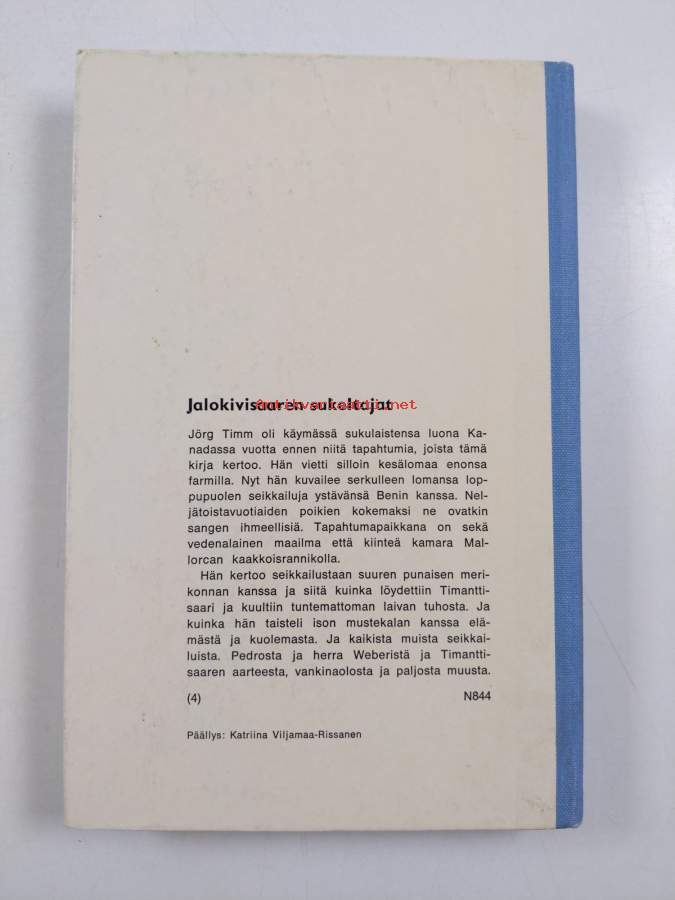 Jalokivisaaren sukeltajat
antikvariaatti.net
Jörg Timm oli käymässä sukulaistensa luona Ka-
nadassa vuotta ennen niitä tapahtumia, joista tämä
kirja kertoo. Hän vietti silloin kesälomaa enonsa
farmilla. Nyt hän kuvailee serkulleen lomansa lop-
pupuolen seikkailuja ystävänsä Benin kanssa. Nel-
jätoistavuotiaiden poikien kokemaksi ne ovatkin
sangen ihmeellisiä. Tapahtumapaikkana on sekä
vedenalainen maailma että kiinteä kamara Mal-
lorcan kaakkoisrannikolla.
Hän kertoo seikkailustaan suuren punaisen meri-
konnan kanssa ja siitä kuinka löydettiin Timantti-
saari ja kuultiin tuntemattoman laivan tuhosta. Ja
kuinka hän taisteli ison mustekalan kanssa elä-
mästä ja kuolemasta. Ja kaikista muista seikkai-
luista. Pedrosta ja herra Weberistä ja Timantti-
saaren aarteesta, vankinaolosta ja paljosta muusta.
(4) N844
Päällys: Katriina Viljamaa-Rissanen